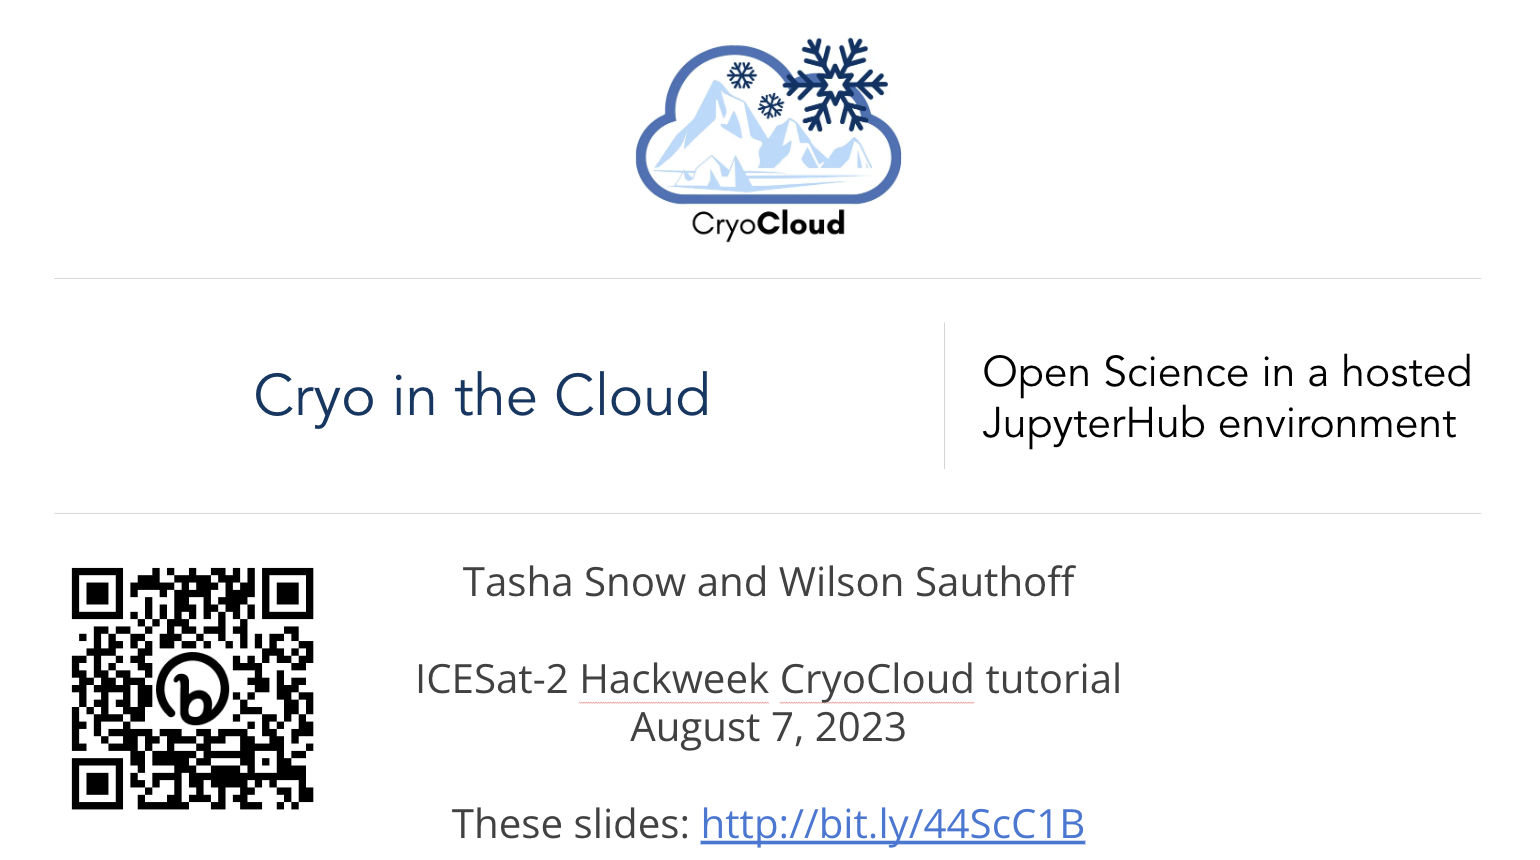 CryoCloud
Cryo in the Cloud
Open Science in a hosted
JupyterHub environment
Tasha Snow and Wilson Sauthoff
ICESat-2 Hackweek CryoCloud tutorial
August 7, 2023
These slides: http://bit.ly/44ScC1B